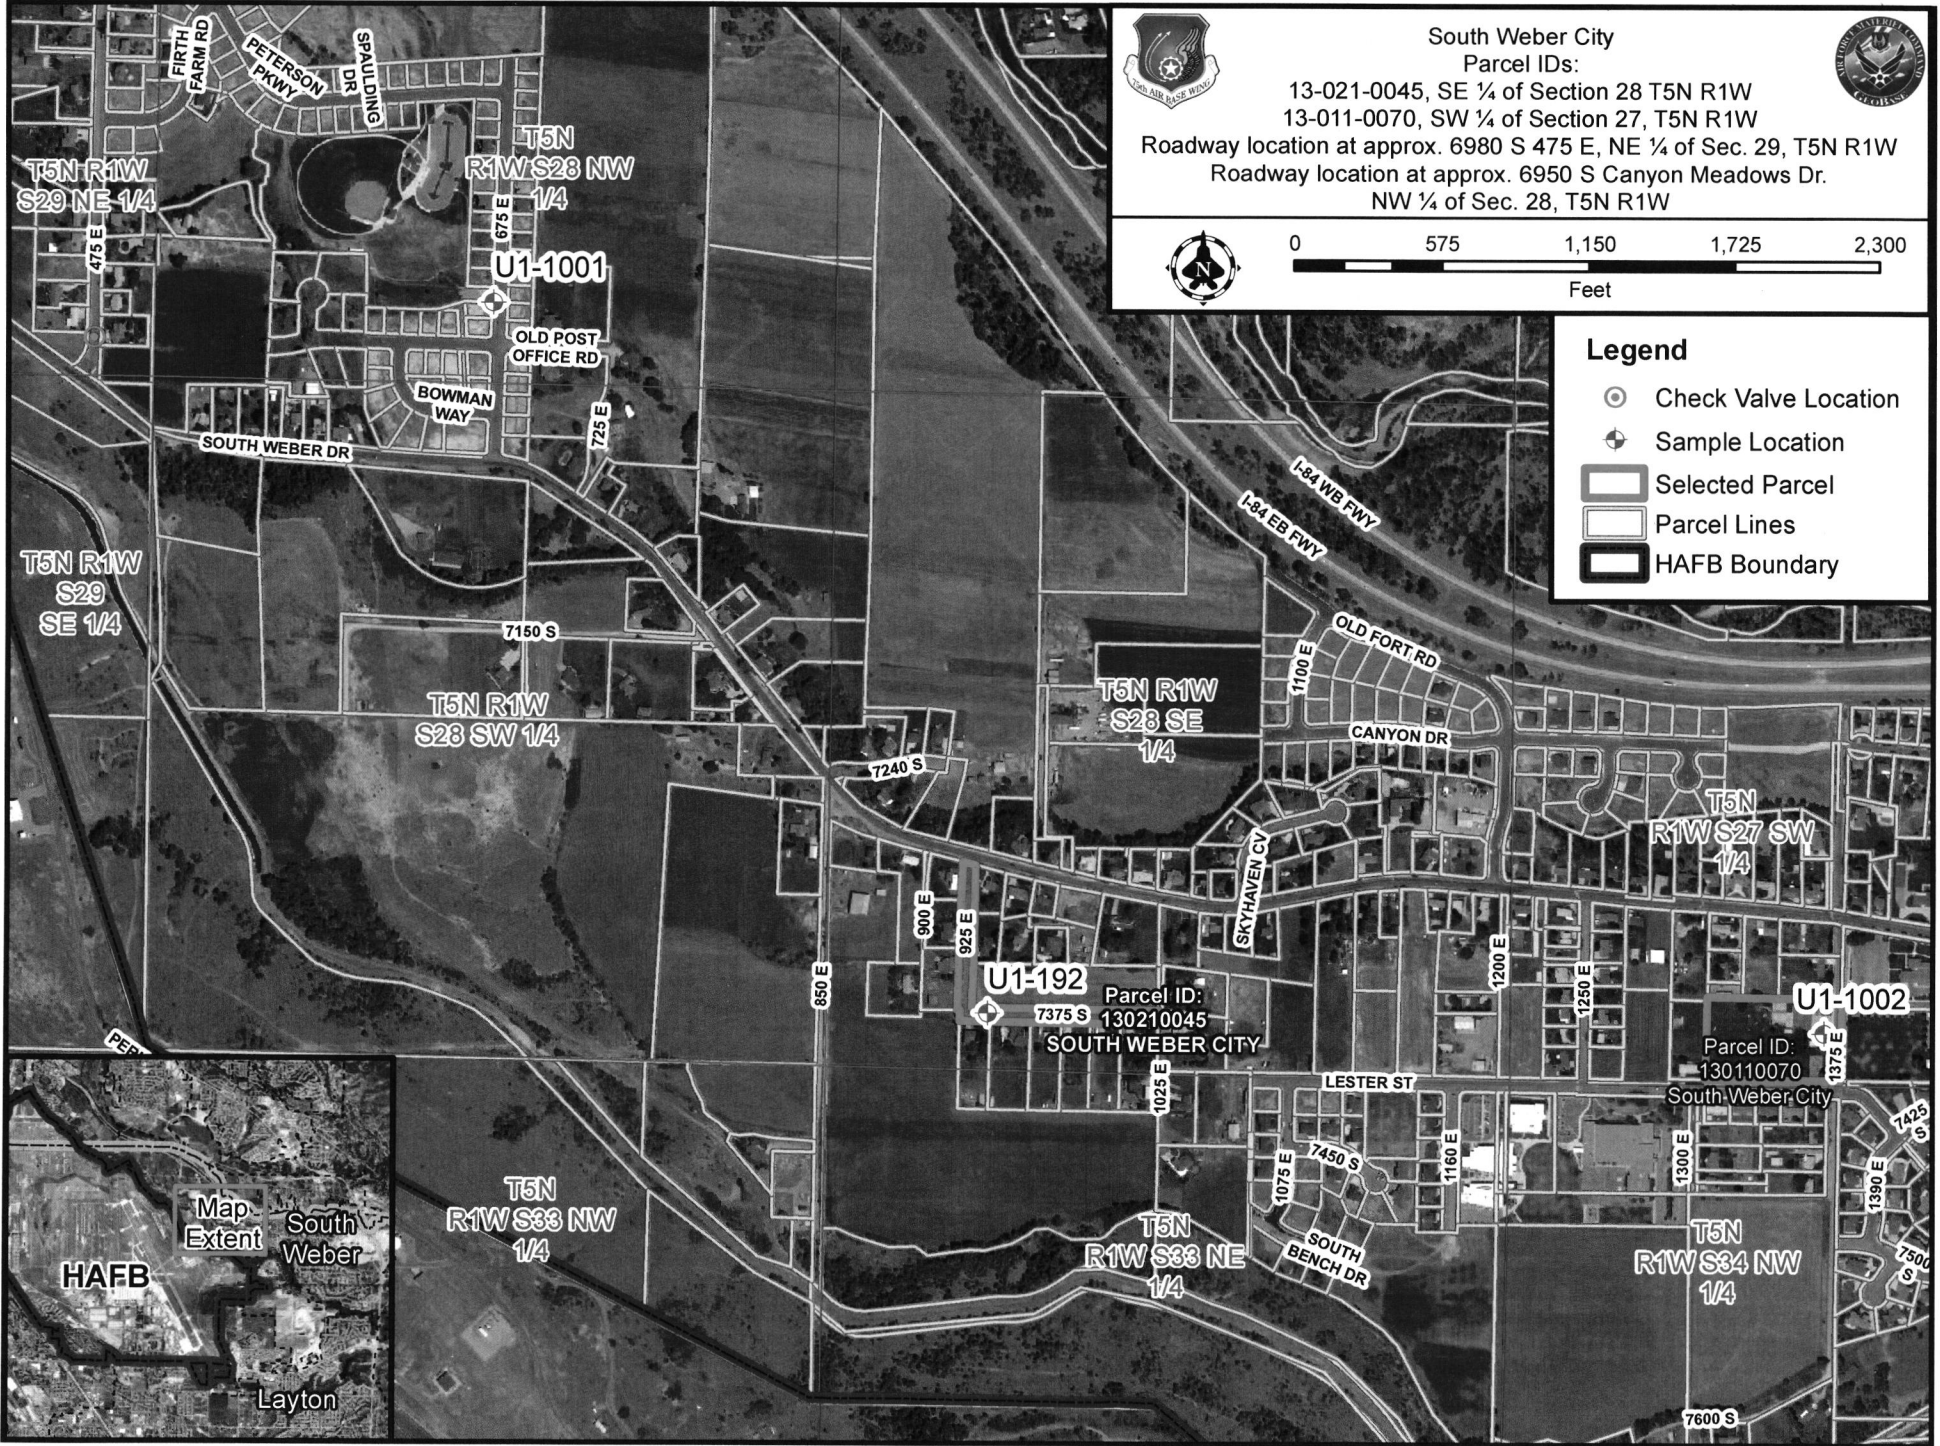 South Weber City
Parcel IDs:
13-021-0045, SE ¼ of Section 28 T5N R1W
13-011-0070, SW ¼ of Section 27, T5N R1W
Roadway location at approx. 6980 S 475 E, NE ¼ of Sec. 29, T5N R1W
Roadway location at approx. 6950 S Canyon Meadows Dr.
NW ¼ of Sec. 28, T5N R1W
75th AIR BASE WING
AIR FORCE MATERIEL COMMAND
GEOBASE
N
0 575 1,150 1,725 2,300
Feet
Legend
Check Valve Location
Sample Location
Selected Parcel
Parcel Lines
HAFB Boundary
FIRTH
FARM RD
PETERSON
PKWY
SPAULDING
DR
T5N
R1W S28 NW
1/4
T5N R1W
S29 NE 1/4
475 E
675 E
U1-1001
OLD POST
OFFICE RD
BOWMAN
WAY
725 E
SOUTH WEBER DR
I-84 WB FWY
I-84 EB FWY
T5N R1W
S29
SE 1/4
7150 S
T5N R1W
S28 SW 1/4
OLD FORT RD
1100 E
T5N R1W
S28 SE
1/4
CANYON DR
7240 S
T5N
R1W S27 SW
1/4
SKYHAVEN CV
900 E
925 E
850 E
1200 E
1250 E
U1-192
Parcel ID:
130210045
SOUTH WEBER CITY
7375 S
U1-1002
1375 E
Parcel ID:
130110070
South Weber City
1025 E
LESTER ST
7425
S
1075 E
7450 S
1160 E
1300 E
1390 E
T5N
R1W S33 NW
1/4
T5N
R1W S33 NE
1/4
SOUTH
BENCH DR
T5N
R1W S34 NW
1/4
7500
S
7600 S
Map
Extent
South
Weber
HAFB
Layton